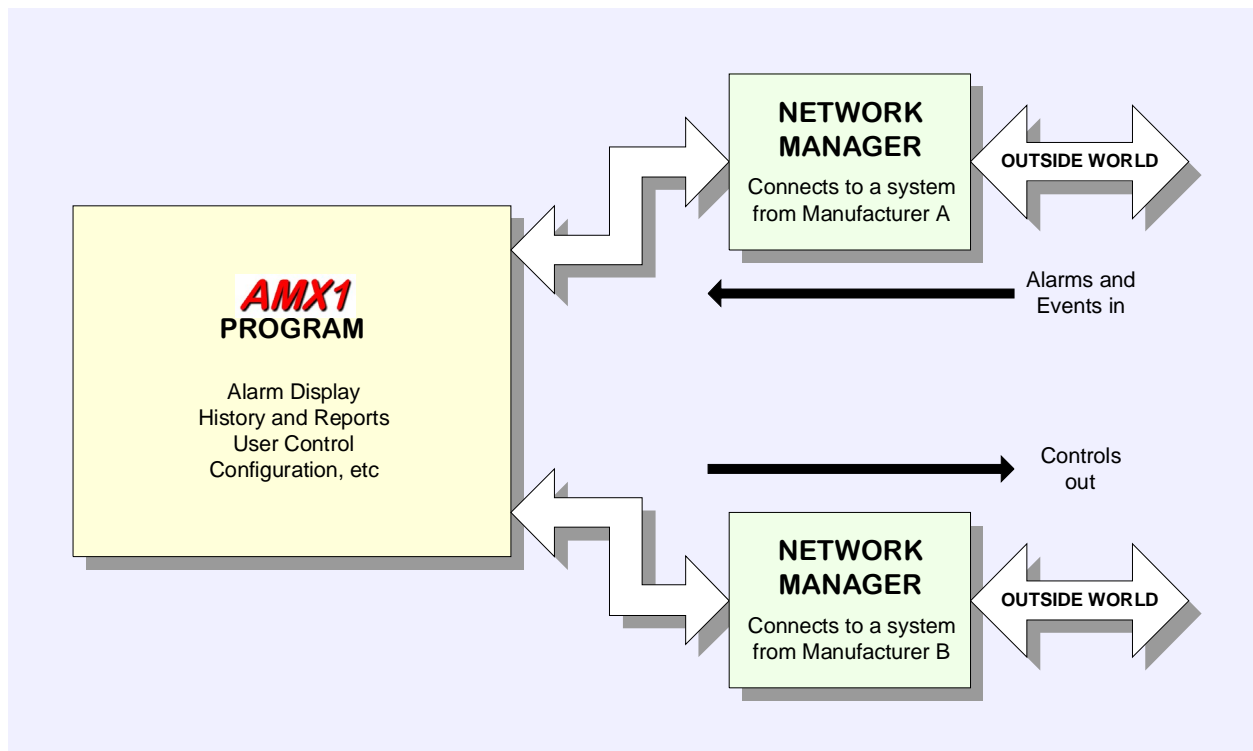 AMX1
PROGRAM
Alarm Display
History and Reports
User Control
Configuration, etc
NETWORK
MANAGER
Connects to a system
from Manufacturer A
OUTSIDE WORLD
Alarms and
Events in
Controls
out
NETWORK
MANAGER
Connects to a system
from Manufacturer B
OUTSIDE WORLD